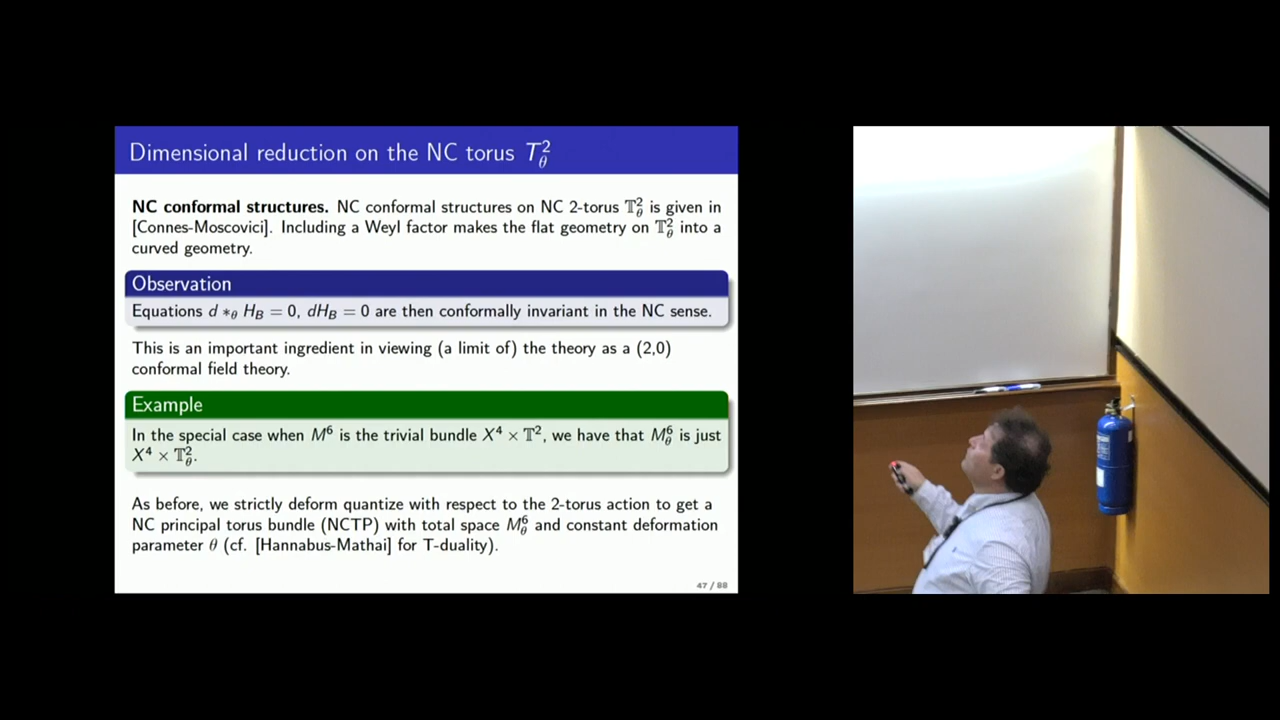 Dimensional reduction on the NC torus T²_θ
NC conformal structures. NC conformal structures on NC 2-torus 𝕋²_θ is given in
[Connes-Moscovici]. Including a Weyl factor makes the flat geometry on 𝕋²_θ into a
curved geometry.
Observation
Equations d *_θ H_B = 0, dH_B = 0 are then conformally invariant in the NC sense.
This is an important ingredient in viewing (a limit of) the theory as a (2,0)
conformal field theory.
Example
In the special case when M⁶ is the trivial bundle X⁴ × 𝕋², we have that M⁶_θ is just
X⁴ × 𝕋²_θ.
As before, we strictly deform quantize with respect to the 2-torus action to get a
NC principal torus bundle (NCTP) with total space M⁶_θ and constant deformation
parameter θ (cf. [Hannabus-Mathai] for T-duality).
47 / 88